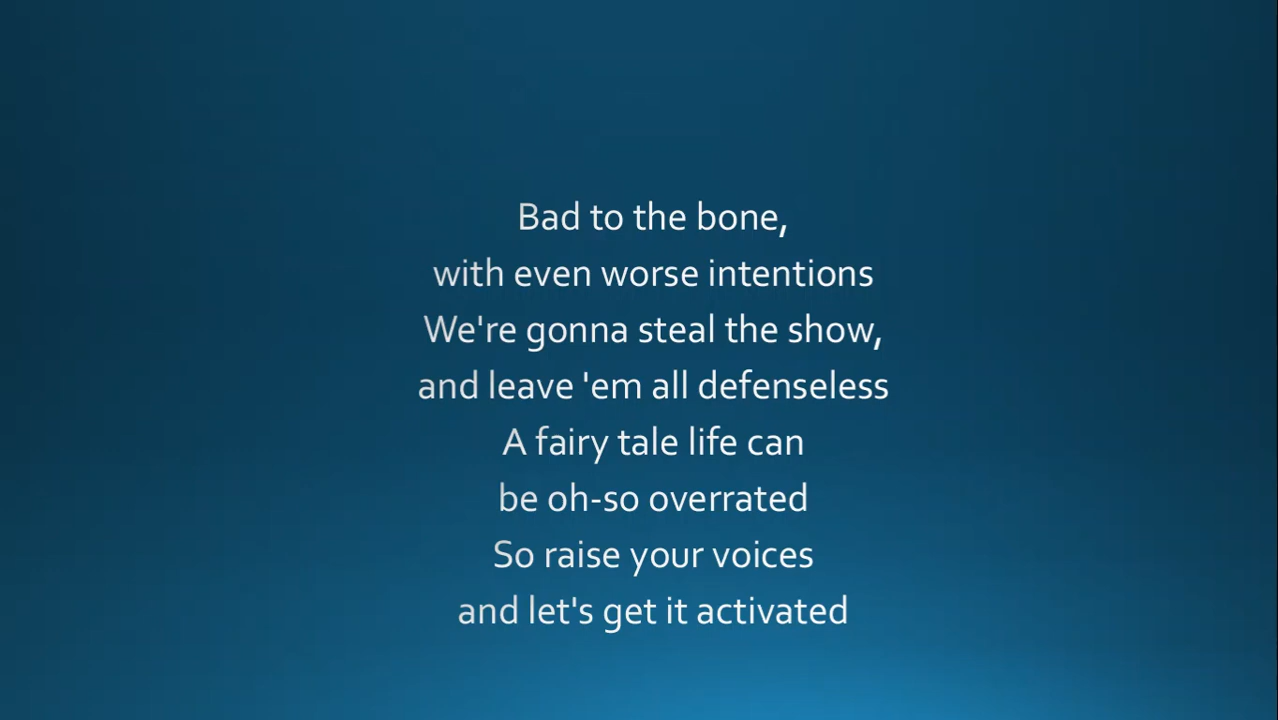 Bad to the bone,
with even worse intentions
We're gonna steal the show,
and leave 'em all defenseless
A fairy tale life can
be oh-so overrated
So raise your voices
and let's get it activated